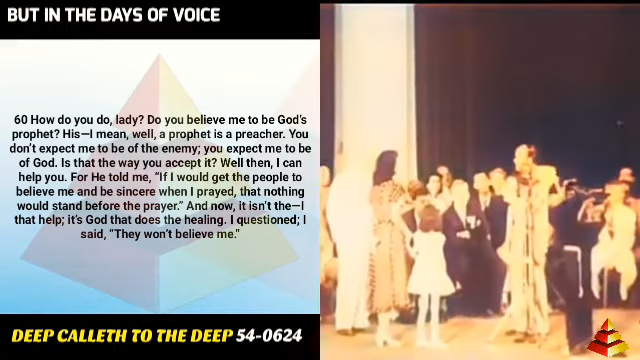 BUT IN THE DAYS OF VOICE
60 How do you do, lady? Do you believe me to be God's
prophet? His—I mean, well, a prophet is a preacher. You
don't expect me to be of the enemy; you expect me to be
of God. Is that the way you accept it? Well then, I can
help you. For He told me, "If I would get the people to
believe me and be sincere when I prayed, that nothing
would stand before the prayer." And now, it isn't the—I
that help; it's God that does the healing. I questioned; I
said, "They won't believe me."
DEEP CALLETH TO THE DEEP 54-0624